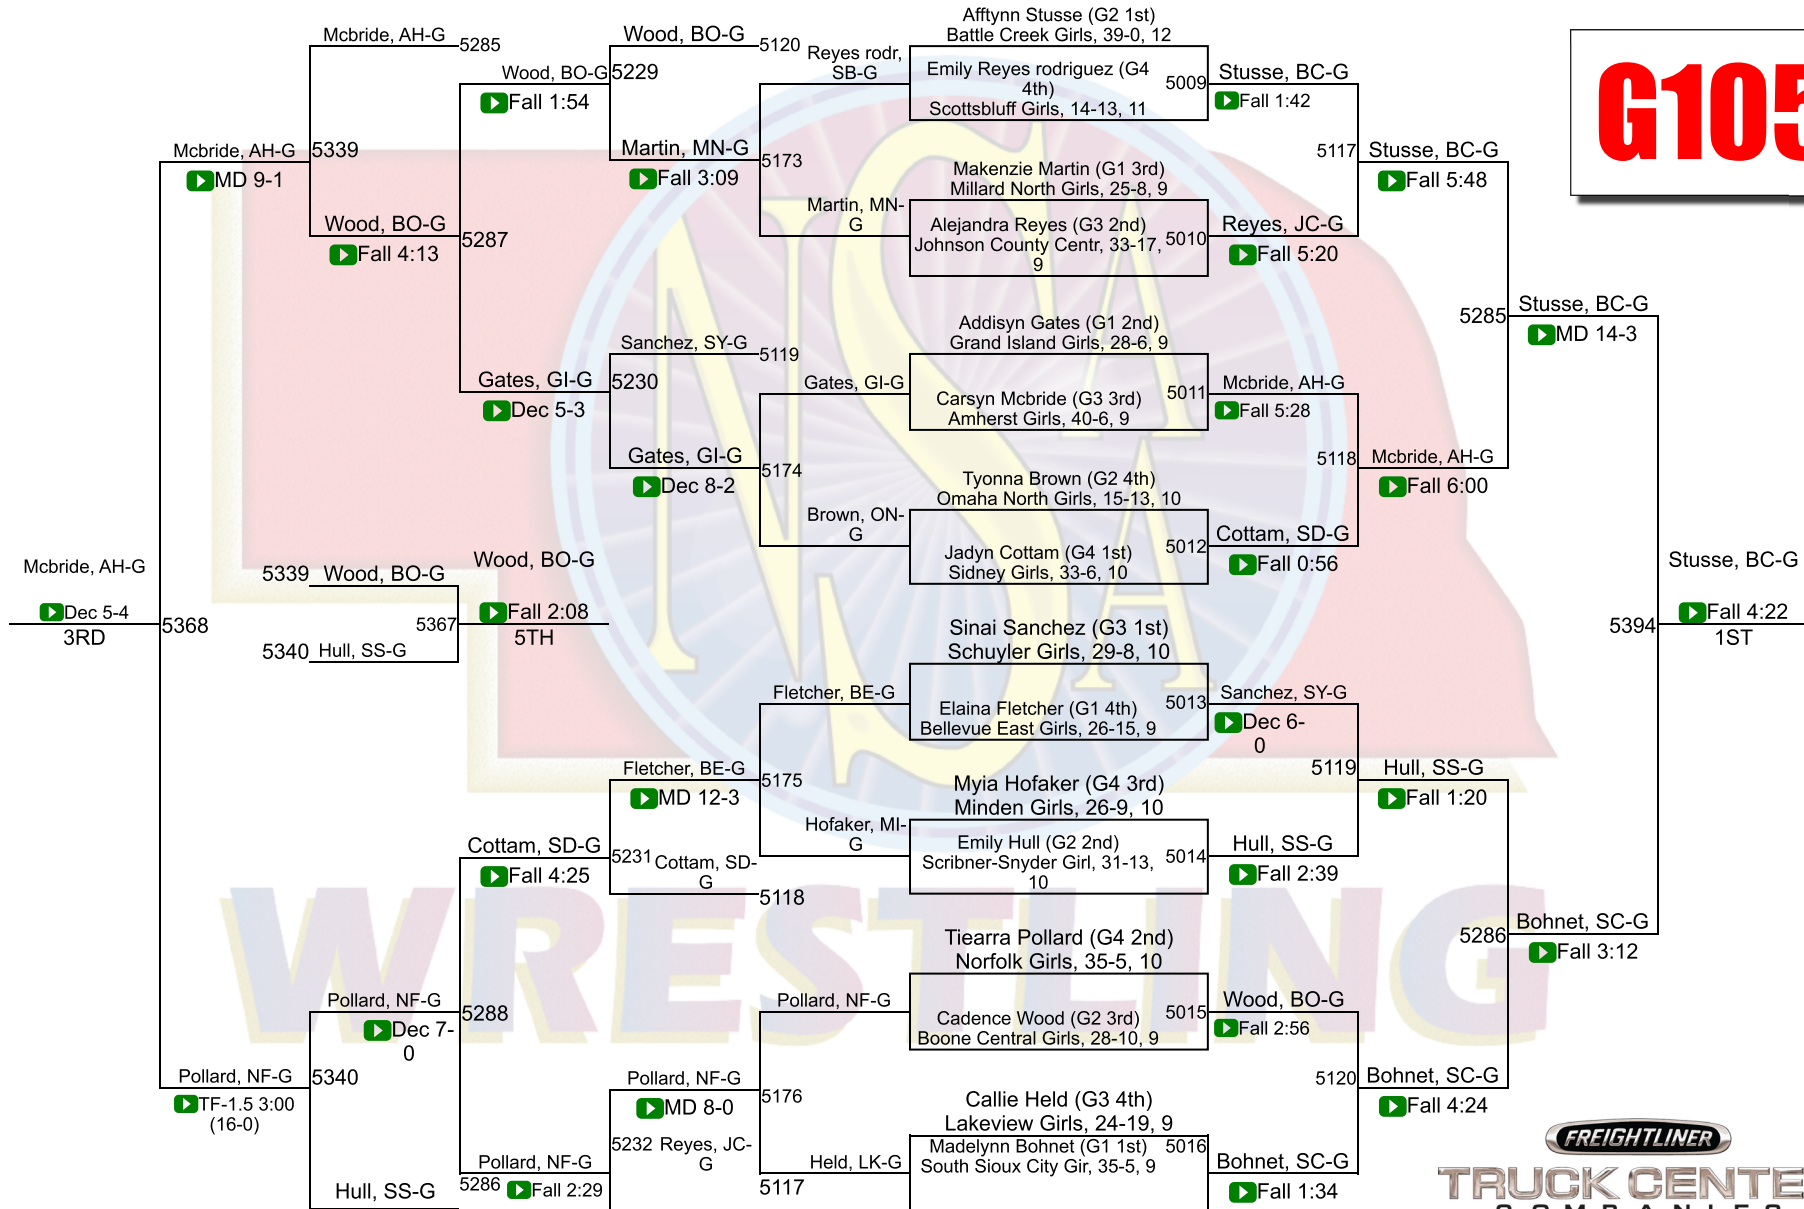 Mcbride, AH-G
5285
Wood, BO-G
5229
Fall 1:54
Wood, BO-G
5120
Reyes rodr,
SB-G
Afftynn Stusse (G2 1st)
Battle Creek Girls, 39-0, 12
Emily Reyes rodriguez (G4
4th)
Scottsbluff Girls, 14-13, 11
5009
Stusse, BC-G
Fall 1:42
G105
Mcbride, AH-G
5339
MD 9-1
Martin, MN-G
5173
Fall 3:09
Makenzie Martin (G1 3rd)
Millard North Girls, 25-8, 9
5117
Stusse, BC-G
Fall 5:48
Wood, BO-G
5287
Fall 4:13
Martin, MN-
G
Alejandra Reyes (G3 2nd)
Johnson County Centr, 33-17,
9
5010
Reyes, JC-G
Fall 5:20
Sanchez, SY-G
5119
Addisyn Gates (G1 2nd)
Grand Island Girls, 28-6, 9
5285
Stusse, BC-G
MD 14-3
Gates, GI-G
5230
Dec 5-3
Gates, GI-G
Carsyn Mcbride (G3 3rd)
Amherst Girls, 40-6, 9
5011
Mcbride, AH-G
Fall 5:28
Gates, GI-G
5174
Dec 8-2
Tyonna Brown (G2 4th)
Omaha North Girls, 15-13, 10
5118
Mcbride, AH-G
Fall 6:00
Brown, ON-
G
Jadyn Cottam (G4 1st)
Sidney Girls, 33-6, 10
5012
Cottam, SD-G
Fall 0:56
Mcbride, AH-G
Dec 5-4
3RD
5368
5339
Wood, BO-G
5340
Hull, SS-G
5367
Wood, BO-G
Fall 2:08
5TH
Sinai Sanchez (G3 1st)
Schuyler Girls, 29-8, 10
5394
Stusse, BC-G
Fall 4:22
1ST
Fletcher, BE-G
Elaina Fletcher (G1 4th)
Bellevue East Girls, 26-15, 9
5013
Sanchez, SY-G
Dec 6-
0
Fletcher, BE-G
5175
MD 12-3
Myia Hofaker (G4 3rd)
Minden Girls, 26-9, 10
5119
Hull, SS-G
Fall 1:20
Cottam, SD-G
5231
Fall 4:25
Cottam, SD-
G
5118
Hofaker, MI-
G
Emily Hull (G2 2nd)
Scribner-Snyder Girl, 31-13,
10
5014
Hull, SS-G
Fall 2:39
NSAA
WRESTLING
Tiearra Pollard (G4 2nd)
Norfolk Girls, 35-5, 10
5286
Bohnet, SC-G
Fall 3:12
Pollard, NF-G
5288
Dec 7-
0
Pollard, NF-G
Cadence Wood (G2 3rd)
Boone Central Girls, 28-10, 9
5015
Wood, BO-G
Fall 2:56
Pollard, NF-G
5340
TF-1.5 3:00
(16-0)
Pollard, NF-G
5176
MD 8-0
Callie Held (G3 4th)
Lakeview Girls, 24-19, 9
5120
Bohnet, SC-G
Fall 4:24
5232
Reyes, JC-
G
5117
Held, LK-G
Madelynn Bohnet (G1 1st)
South Sioux City Gir, 35-5, 9
5016
Bohnet, SC-G
Fall 1:34
Hull, SS-G
5286
Pollard, NF-G
Fall 2:29
FREIGHTLINER
TRUCK CENTE